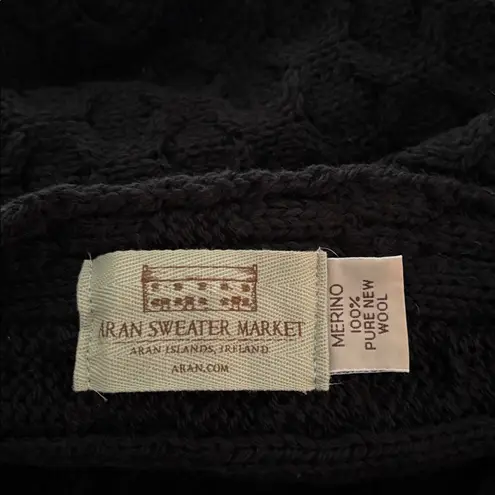 ARAN SWEATER MARKET
ARAN ISLANDS, IRELAND
ARAN.COM
MERINO
100%
PURE NEW
WOOL